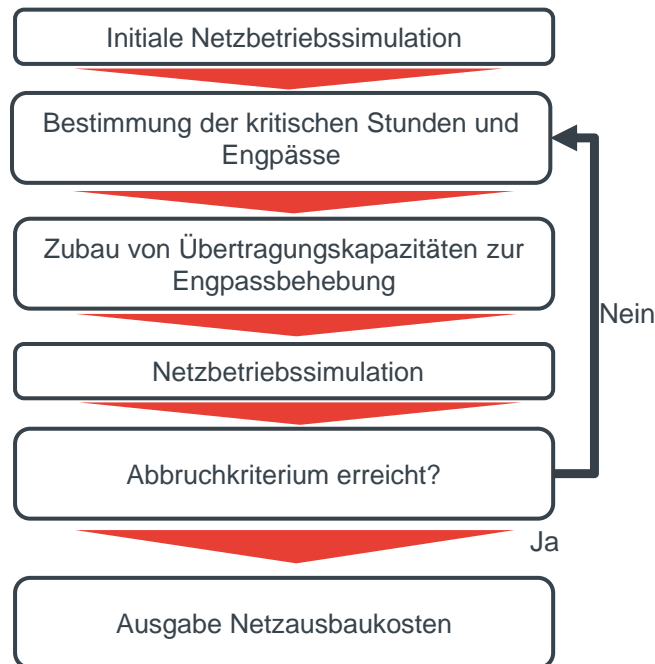 Initiale Netzbetriebssimulation
Bestimmung der kritischen Stunden und
Engpässe
Zubau von Übertragungskapazitäten zur
Engpassbehebung
Nein
Netzbetriebssimulation
Abbruchkriterium erreicht?
Ja
Ausgabe Netzausbaukosten